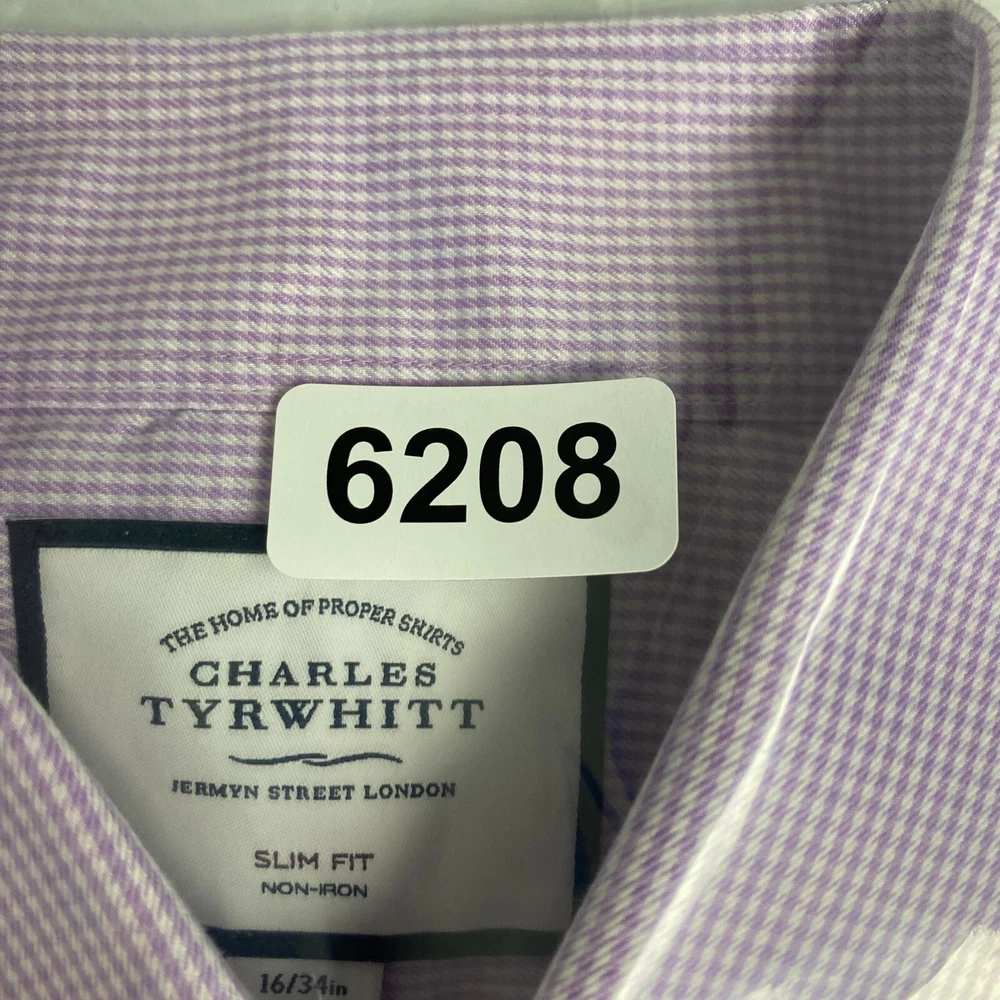 6208
THE HOME OF PROPER SHIRTS
CHARLES
TYRWHITT
JERMYN STREET LONDON
SLIM FIT
NON-IRON
16/34in